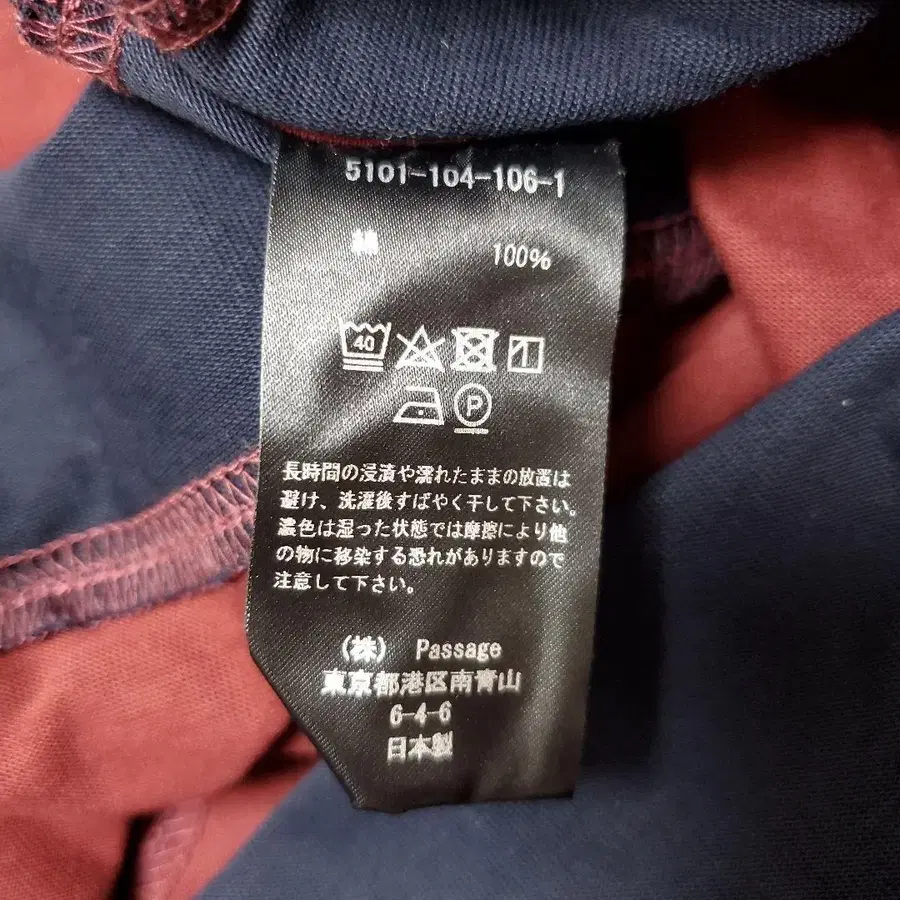 5101-104-106-1
綿 100%
40
P
長時間の浸漬や濡れたままの放置は
避け、洗濯後すばやく干して下さい。
濃色は湿った状態では摩擦により他
の物に移染する恐れがありますので
注意して下さい。
(株) Passage
東京都港区南青山
6-4-6
日本製